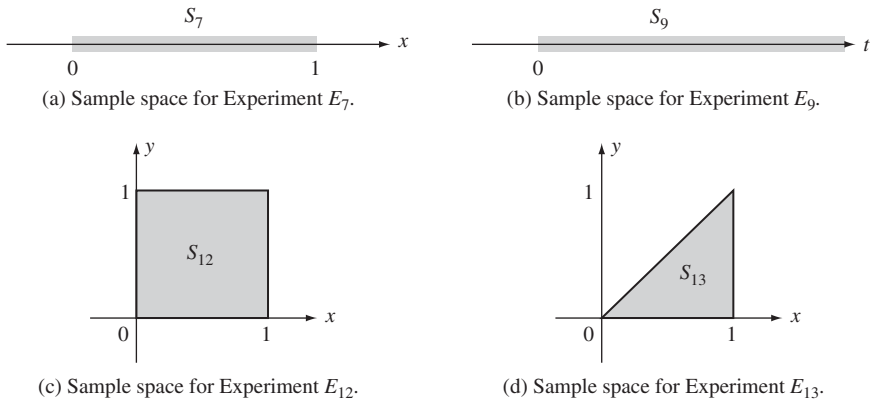 S7
x
0
1
(a) Sample space for Experiment E7.
S9
t
0
(b) Sample space for Experiment E9.
y
1
S12
x
0
1
(c) Sample space for Experiment E12.
y
1
S13
x
0
1
(d) Sample space for Experiment E13.